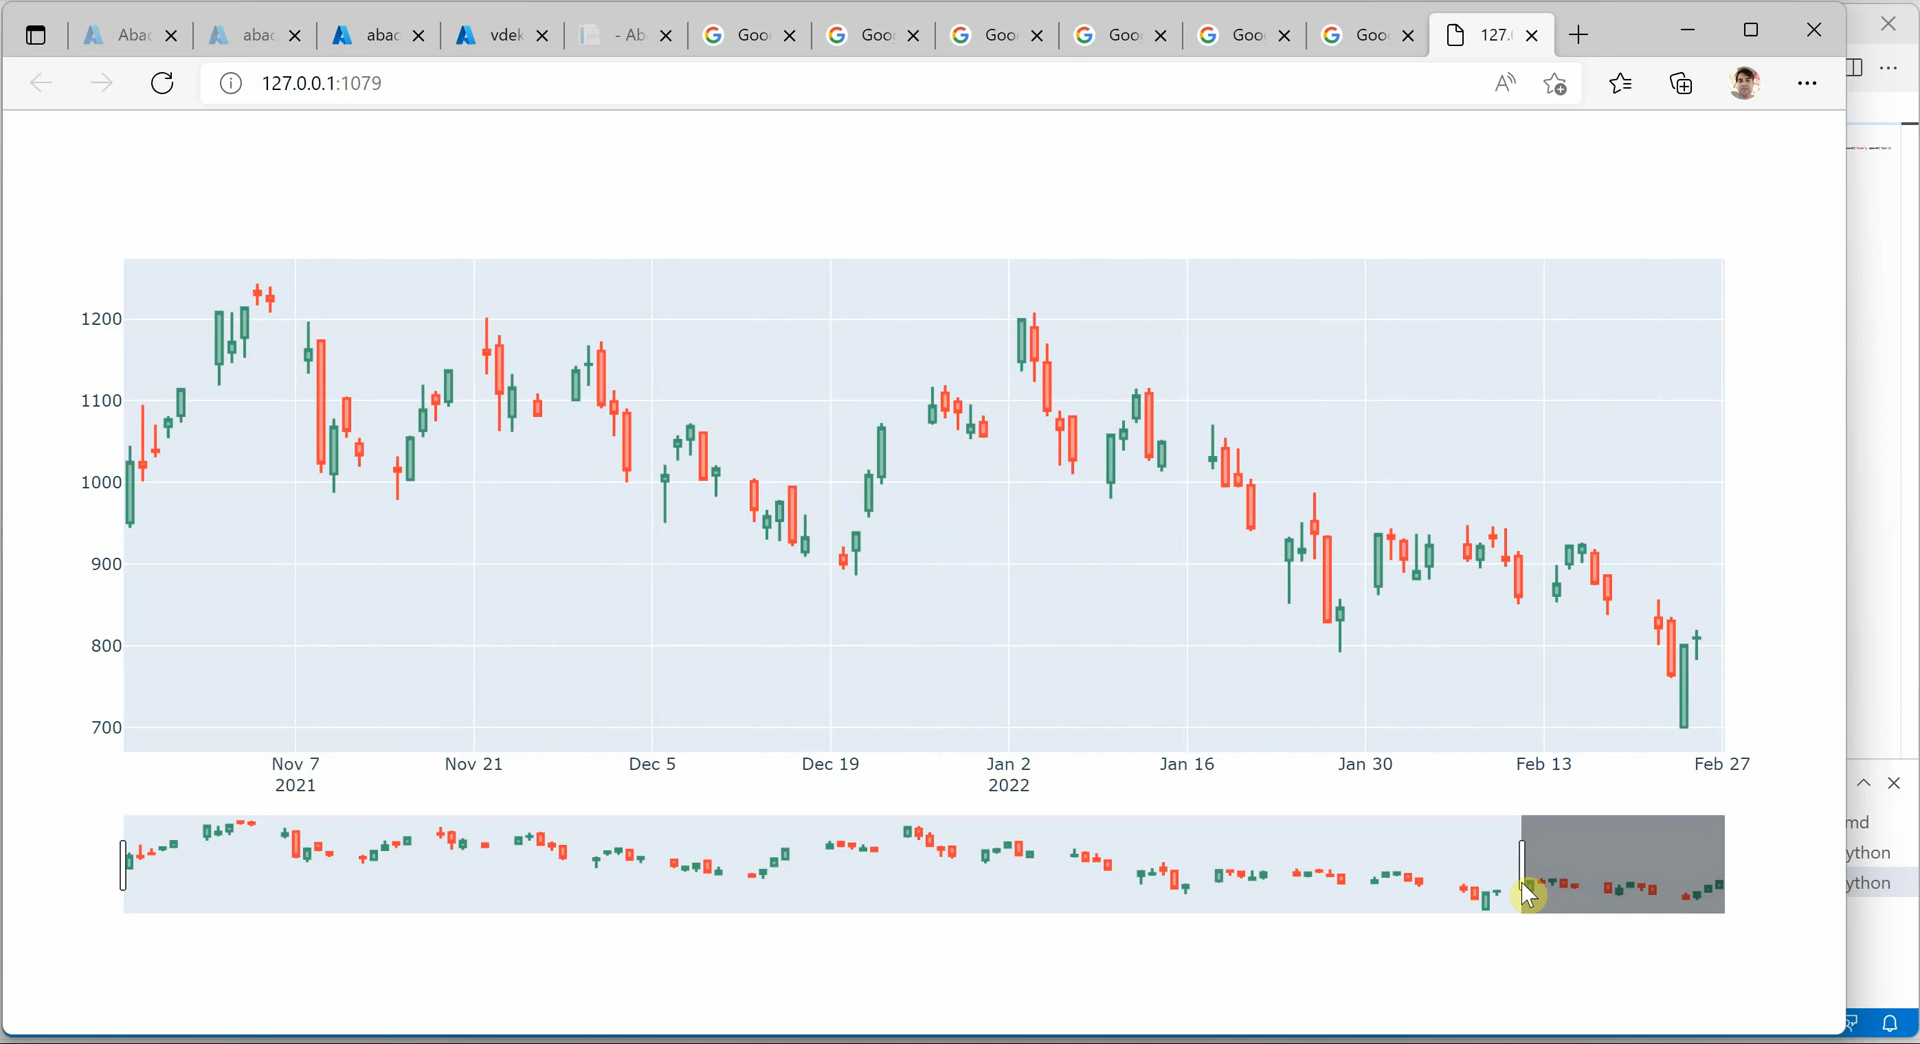 Abac
abac
abac
vdek
- Ab
Goo
Goo
Goo
Goo
Goo
Goo
127.
127.0.0.1:1079
1200
1100
1000
900
800
700
Nov 7
2021
Nov 21
Dec 5
Dec 19
Jan 2
2022
Jan 16
Jan 30
Feb 13
Feb 27
md
ython
ython